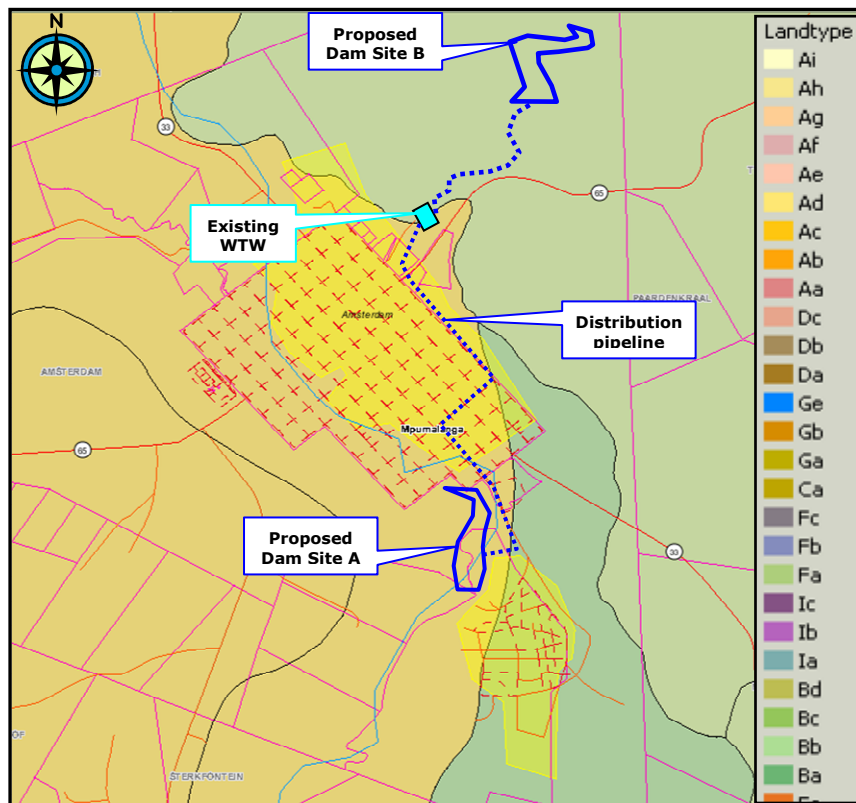 N
Proposed
Dam Site B
33
65
Existing
WTW
PAARDENKRAAL
Amsterdam
Distribution
pipeline
AMSTERDAM
Mpumalanga
65
Proposed
Dam Site A
33
OF
STERKFONTEIN
Landtype
Ai
Ah
Ag
Af
Ae
Ad
Ac
Ab
Aa
Dc
Db
Da
Ge
Gb
Ga
Ca
Fc
Fb
Fa
Ic
Ib
Ia
Bd
Bc
Bb
Ba